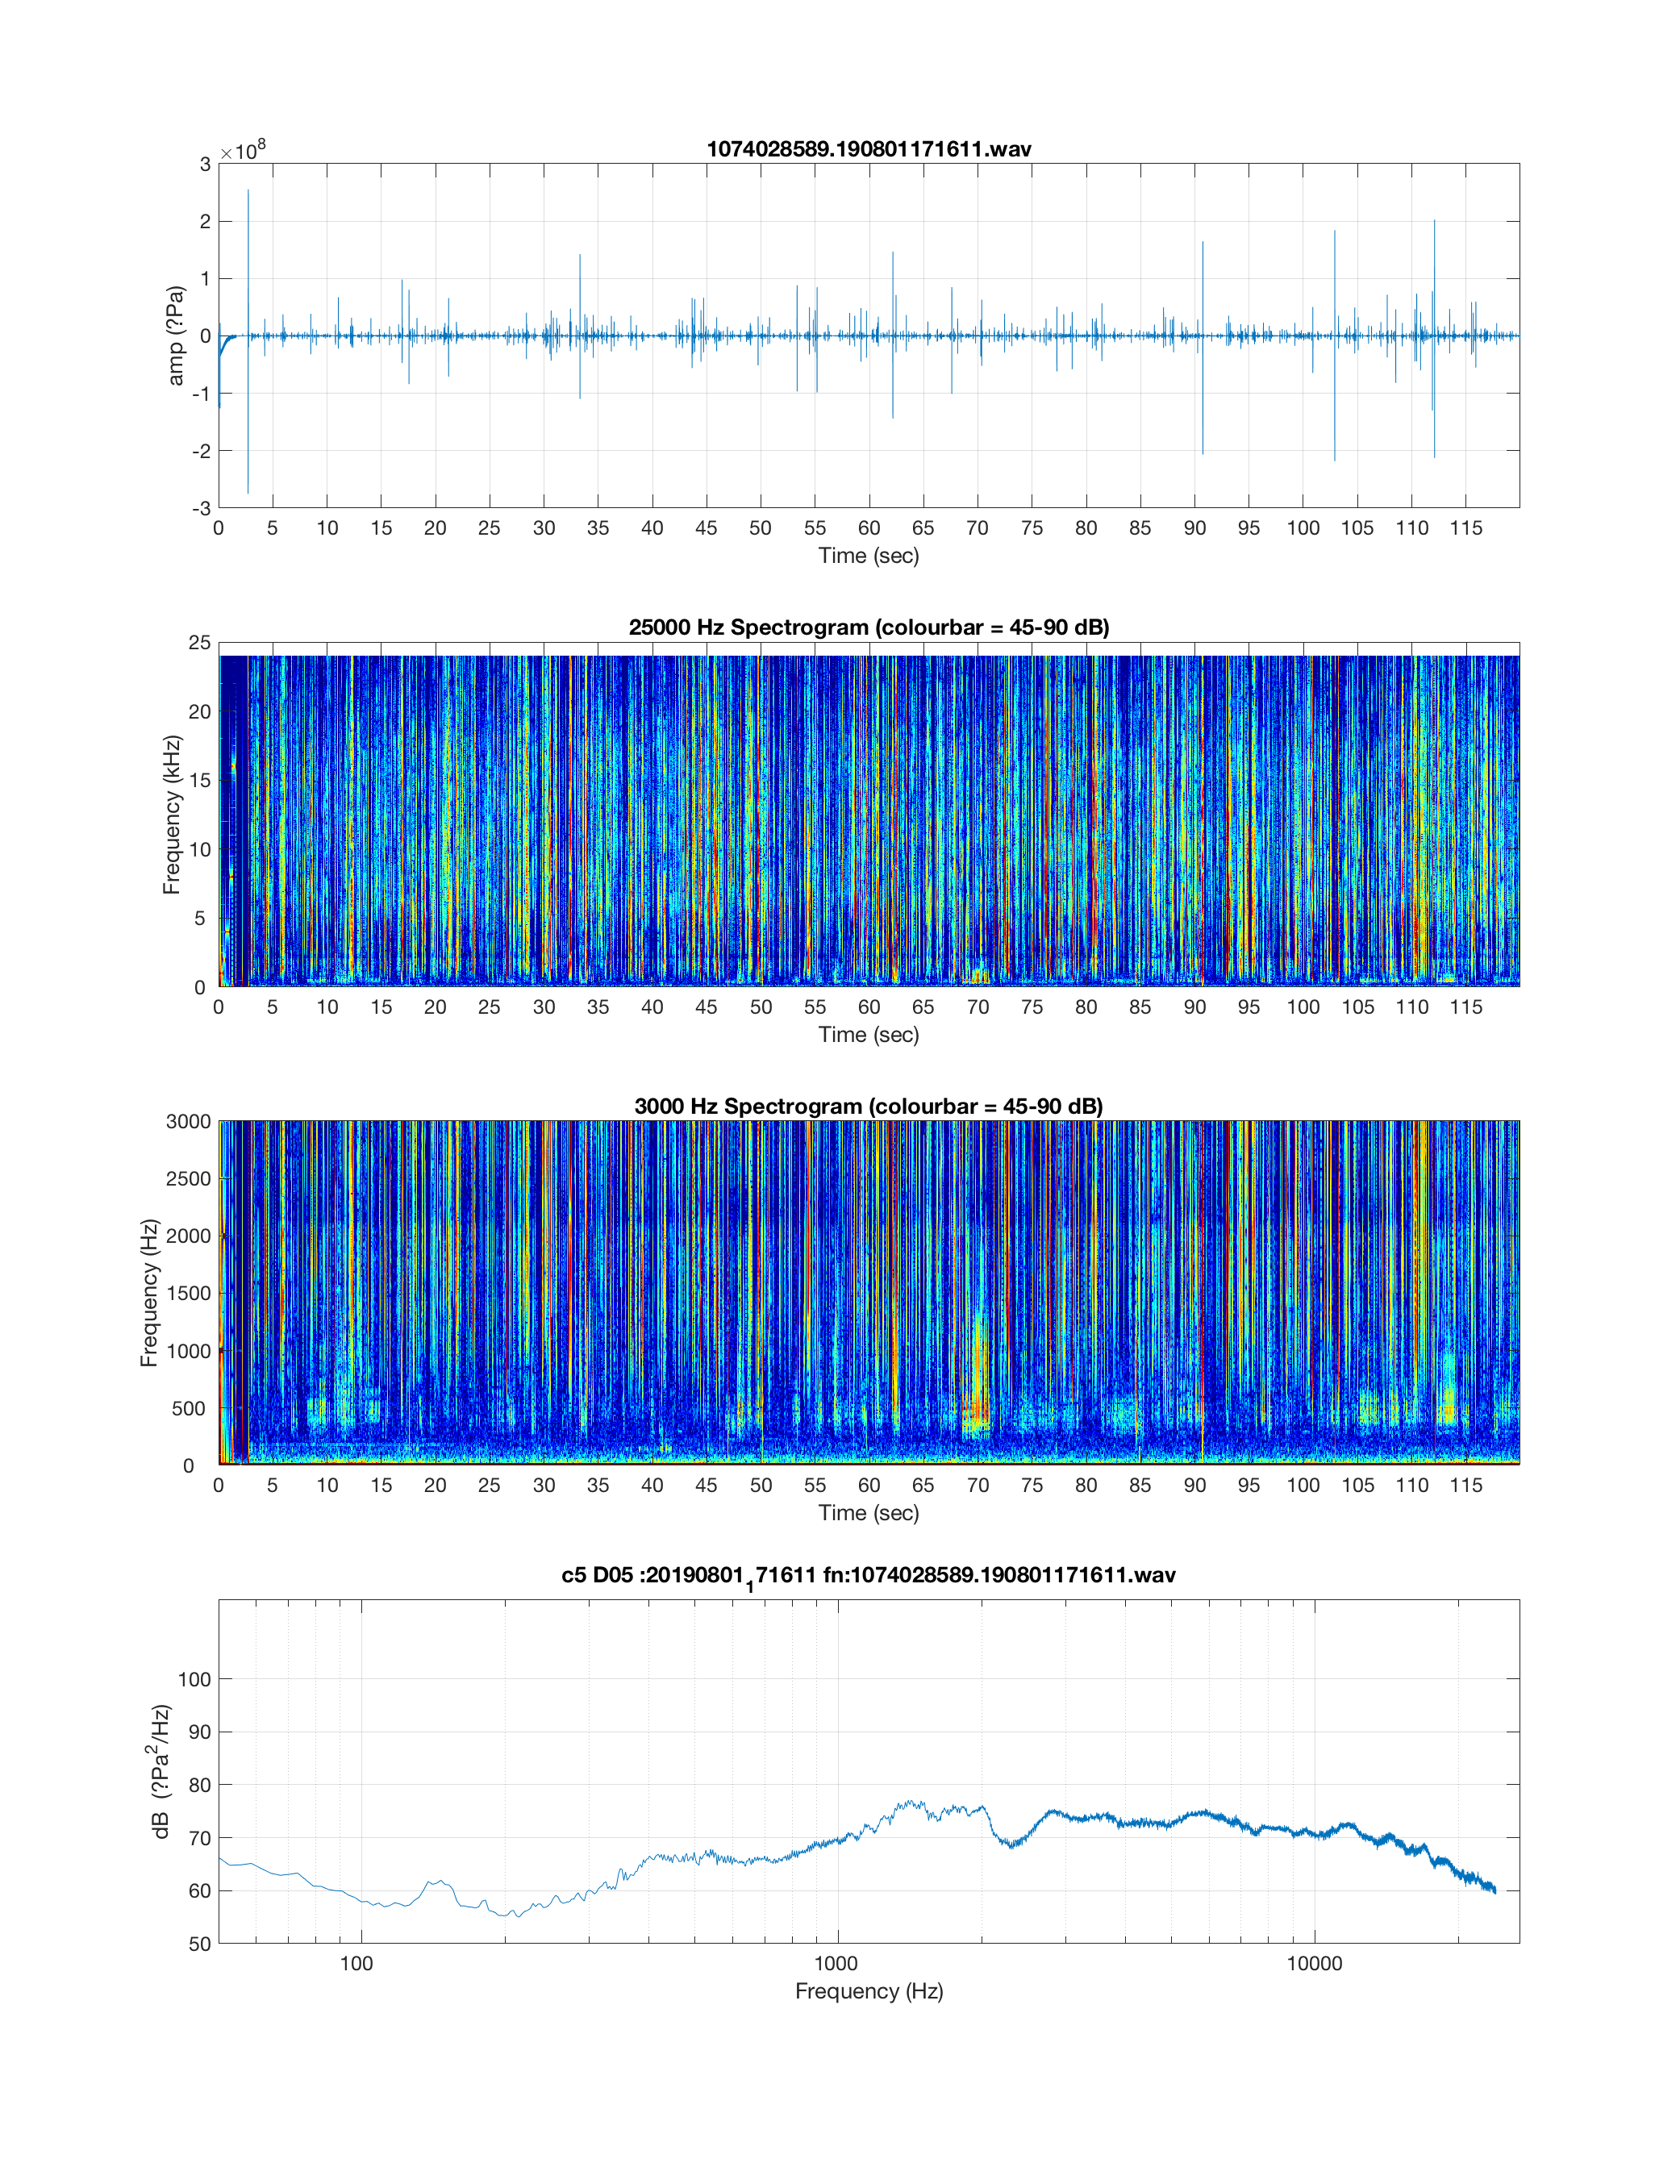 1074028589.190801171611.wav
×10⁸
3
2
1
0
-1
-2
-3
amp (?Pa)
0 5 10 15 20 25 30 35 40 45 50 55 60 65 70 75 80 85 90 95 100 105 110 115
Time (sec)
25000 Hz Spectrogram (colourbar = 45-90 dB)
25
20
15
10
5
0
Frequency (kHz)
0 5 10 15 20 25 30 35 40 45 50 55 60 65 70 75 80 85 90 95 100 105 110 115
Time (sec)
3000 Hz Spectrogram (colourbar = 45-90 dB)
3000
2500
2000
1500
1000
500
0
Frequency (Hz)
0 5 10 15 20 25 30 35 40 45 50 55 60 65 70 75 80 85 90 95 100 105 110 115
Time (sec)
c5 D05 :20190801₁71611 fn:1074028589.190801171611.wav
100
90
80
70
60
50
dB (?Pa²/Hz)
100 1000 10000
Frequency (Hz)